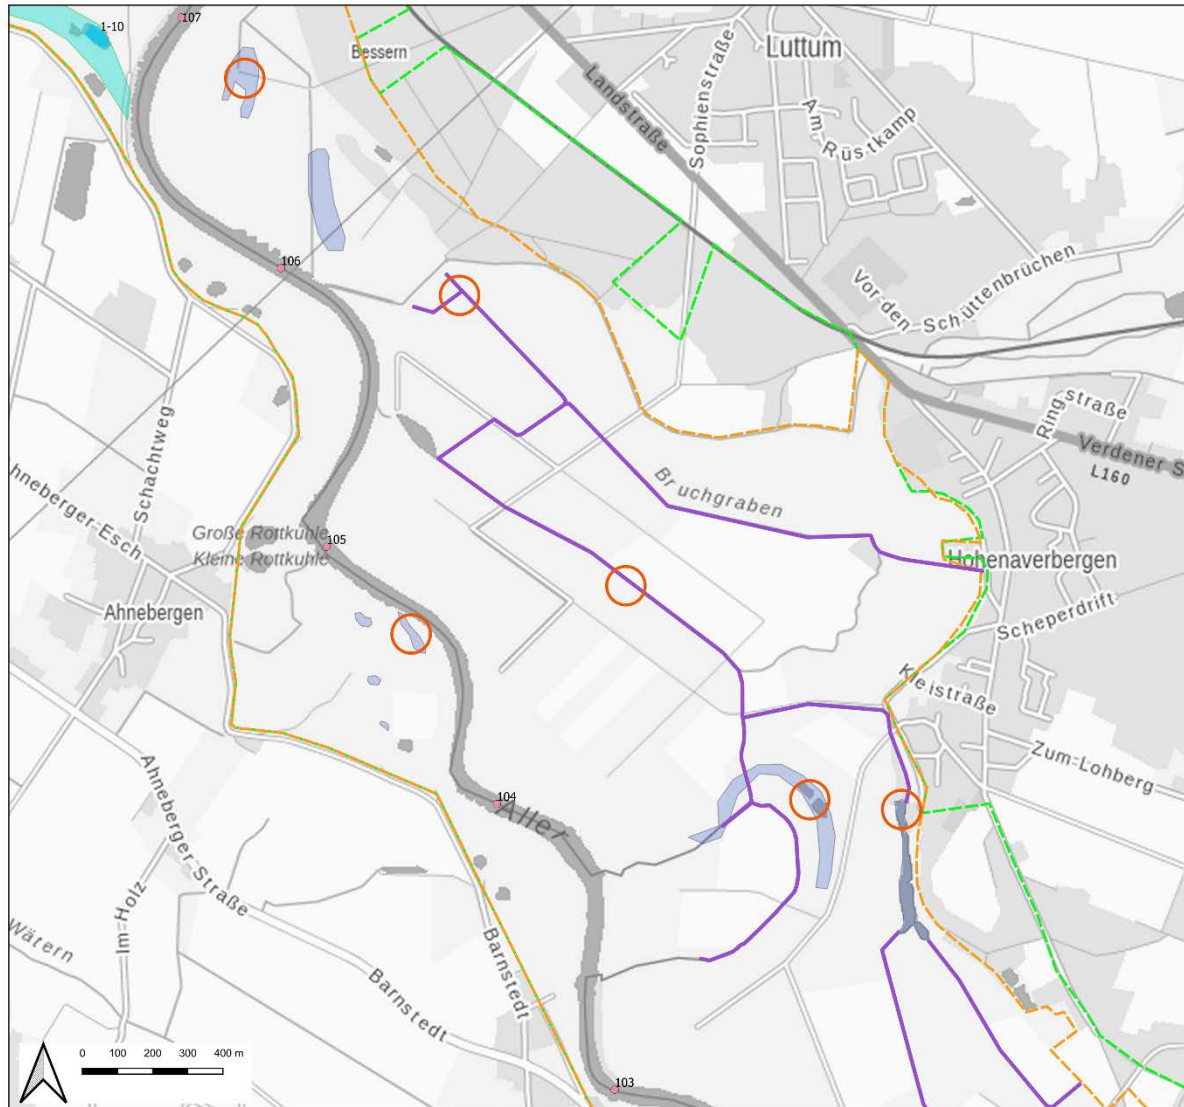 107
1-10
Bessern
Luttum
Landstraße
Sophienstraße
Am Rüstkamp
106
Vor den Schüttenbrüchen
Ringstraße
Verdener S
L160
Schachtweg
hneberger-Esch
Bruchgraben
Große Rottkuhle
105
Kleine Rottkuhle
Hohenaverbergen
Ahnebergen
Scheperdrift
Kleistraße
Zum-Lohberg
Ahneberger-Straße
104
Aller
Im-Holz
Wätern
Barnstedt
Barnstedt
0 100 200 300 400 m
103